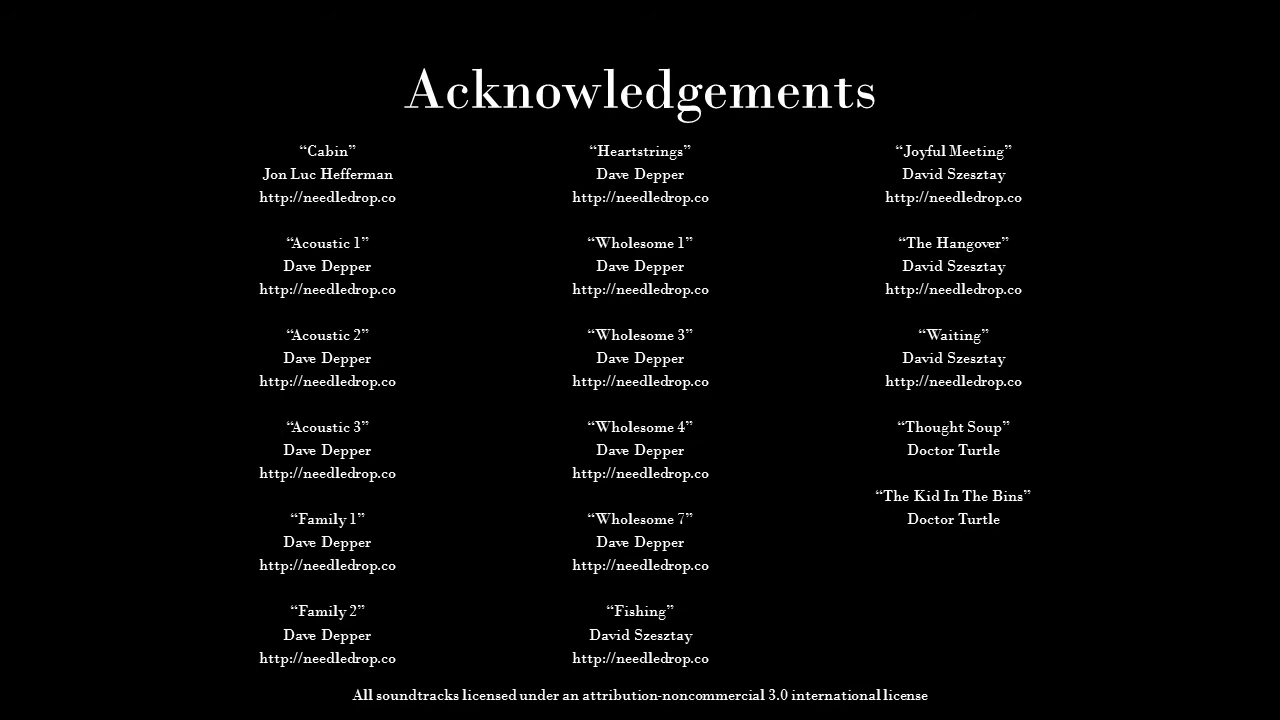 Acknowledgements
“Cabin”
Jon Luc Hefferman
http://needledrop.co
“Acoustic 1”
Dave Depper
http://needledrop.co
“Acoustic 2”
Dave Depper
http://needledrop.co
“Acoustic 3”
Dave Depper
http://needledrop.co
“Family 1”
Dave Depper
http://needledrop.co
“Family 2”
Dave Depper
http://needledrop.co
“Heartstrings”
Dave Depper
http://needledrop.co
“Wholesome 1”
Dave Depper
http://needledrop.co
“Wholesome 3”
Dave Depper
http://needledrop.co
“Wholesome 4”
Dave Depper
http://needledrop.co
“Wholesome 7”
Dave Depper
http://needledrop.co
“Fishing”
David Szesztay
http://needledrop.co
“Joyful Meeting”
David Szesztay
http://needledrop.co
“The Hangover”
David Szesztay
http://needledrop.co
“Waiting”
David Szesztay
http://needledrop.co
“Thought Soup”
Doctor Turtle
“The Kid In The Bins”
Doctor Turtle
All soundtracks licensed under an attribution-noncommercial 3.0 international license